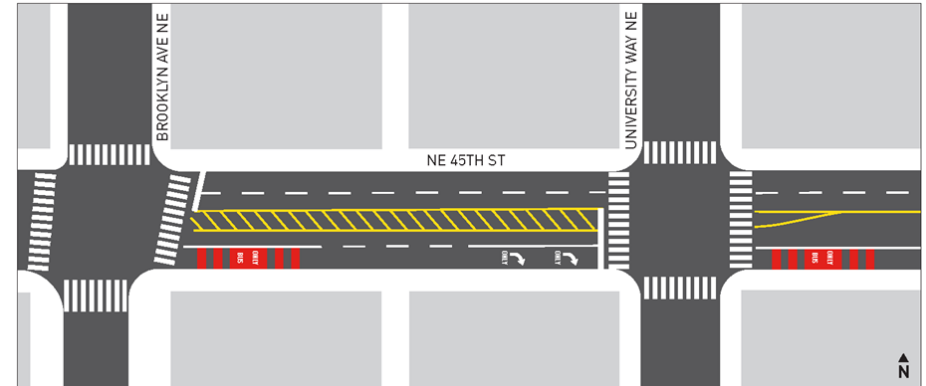 BROOKLYN AVE NE
UNIVERSITY WAY NE
NE 45TH ST
BUS ONLY
ONLY
ONLY
BUS ONLY
N